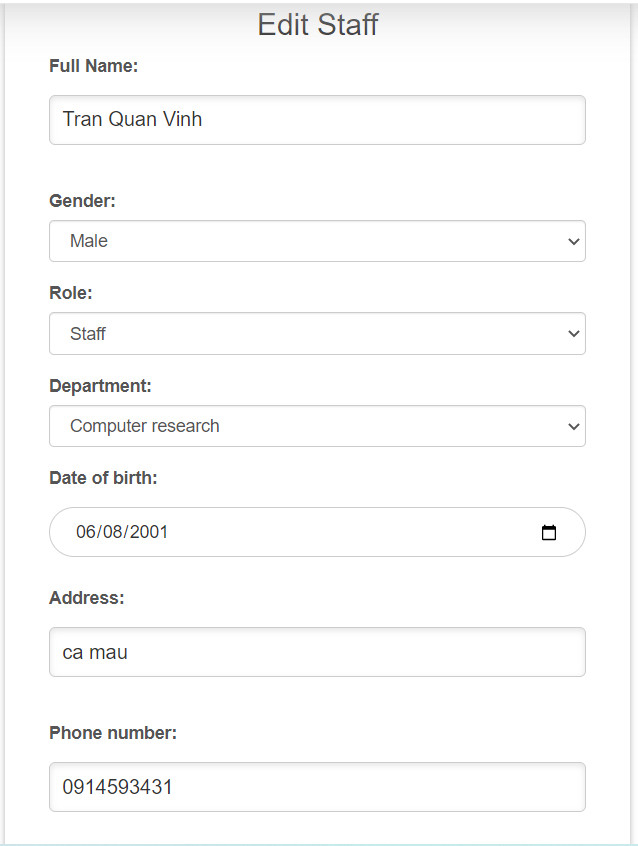 Edit Staff
Full Name:
Tran Quan Vinh
Gender:
Male
Role:
Staff
Department:
Computer research
Date of birth:
06/08/2001
Address:
ca mau
Phone number:
0914593431